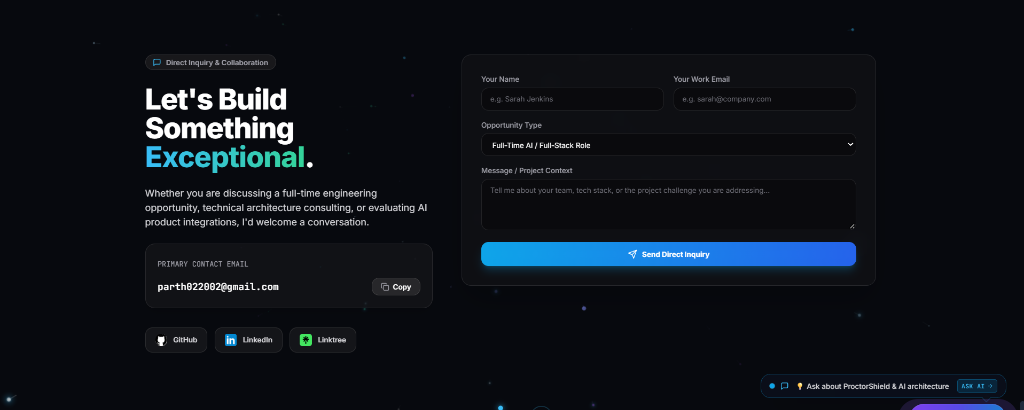 Direct Inquiry & Collaboration
Let's Build
Something
Exceptional.
Whether you are discussing a full-time engineering
opportunity, technical architecture consulting, or evaluating AI
product integrations, I'd welcome a conversation.
PRIMARY CONTACT EMAIL
parth022002@gmail.com
Copy
GitHub
LinkedIn
Linktree
Your Name
Your Work Email
e.g. Sarah Jenkins
e.g. sarah@company.com
Opportunity Type
Full-Time AI / Full-Stack Role
Message / Project Context
Tell me about your team, tech stack, or the project challenge you are addressing...
Send Direct Inquiry
💡 Ask about ProctorShield & AI architecture
ASK AI →